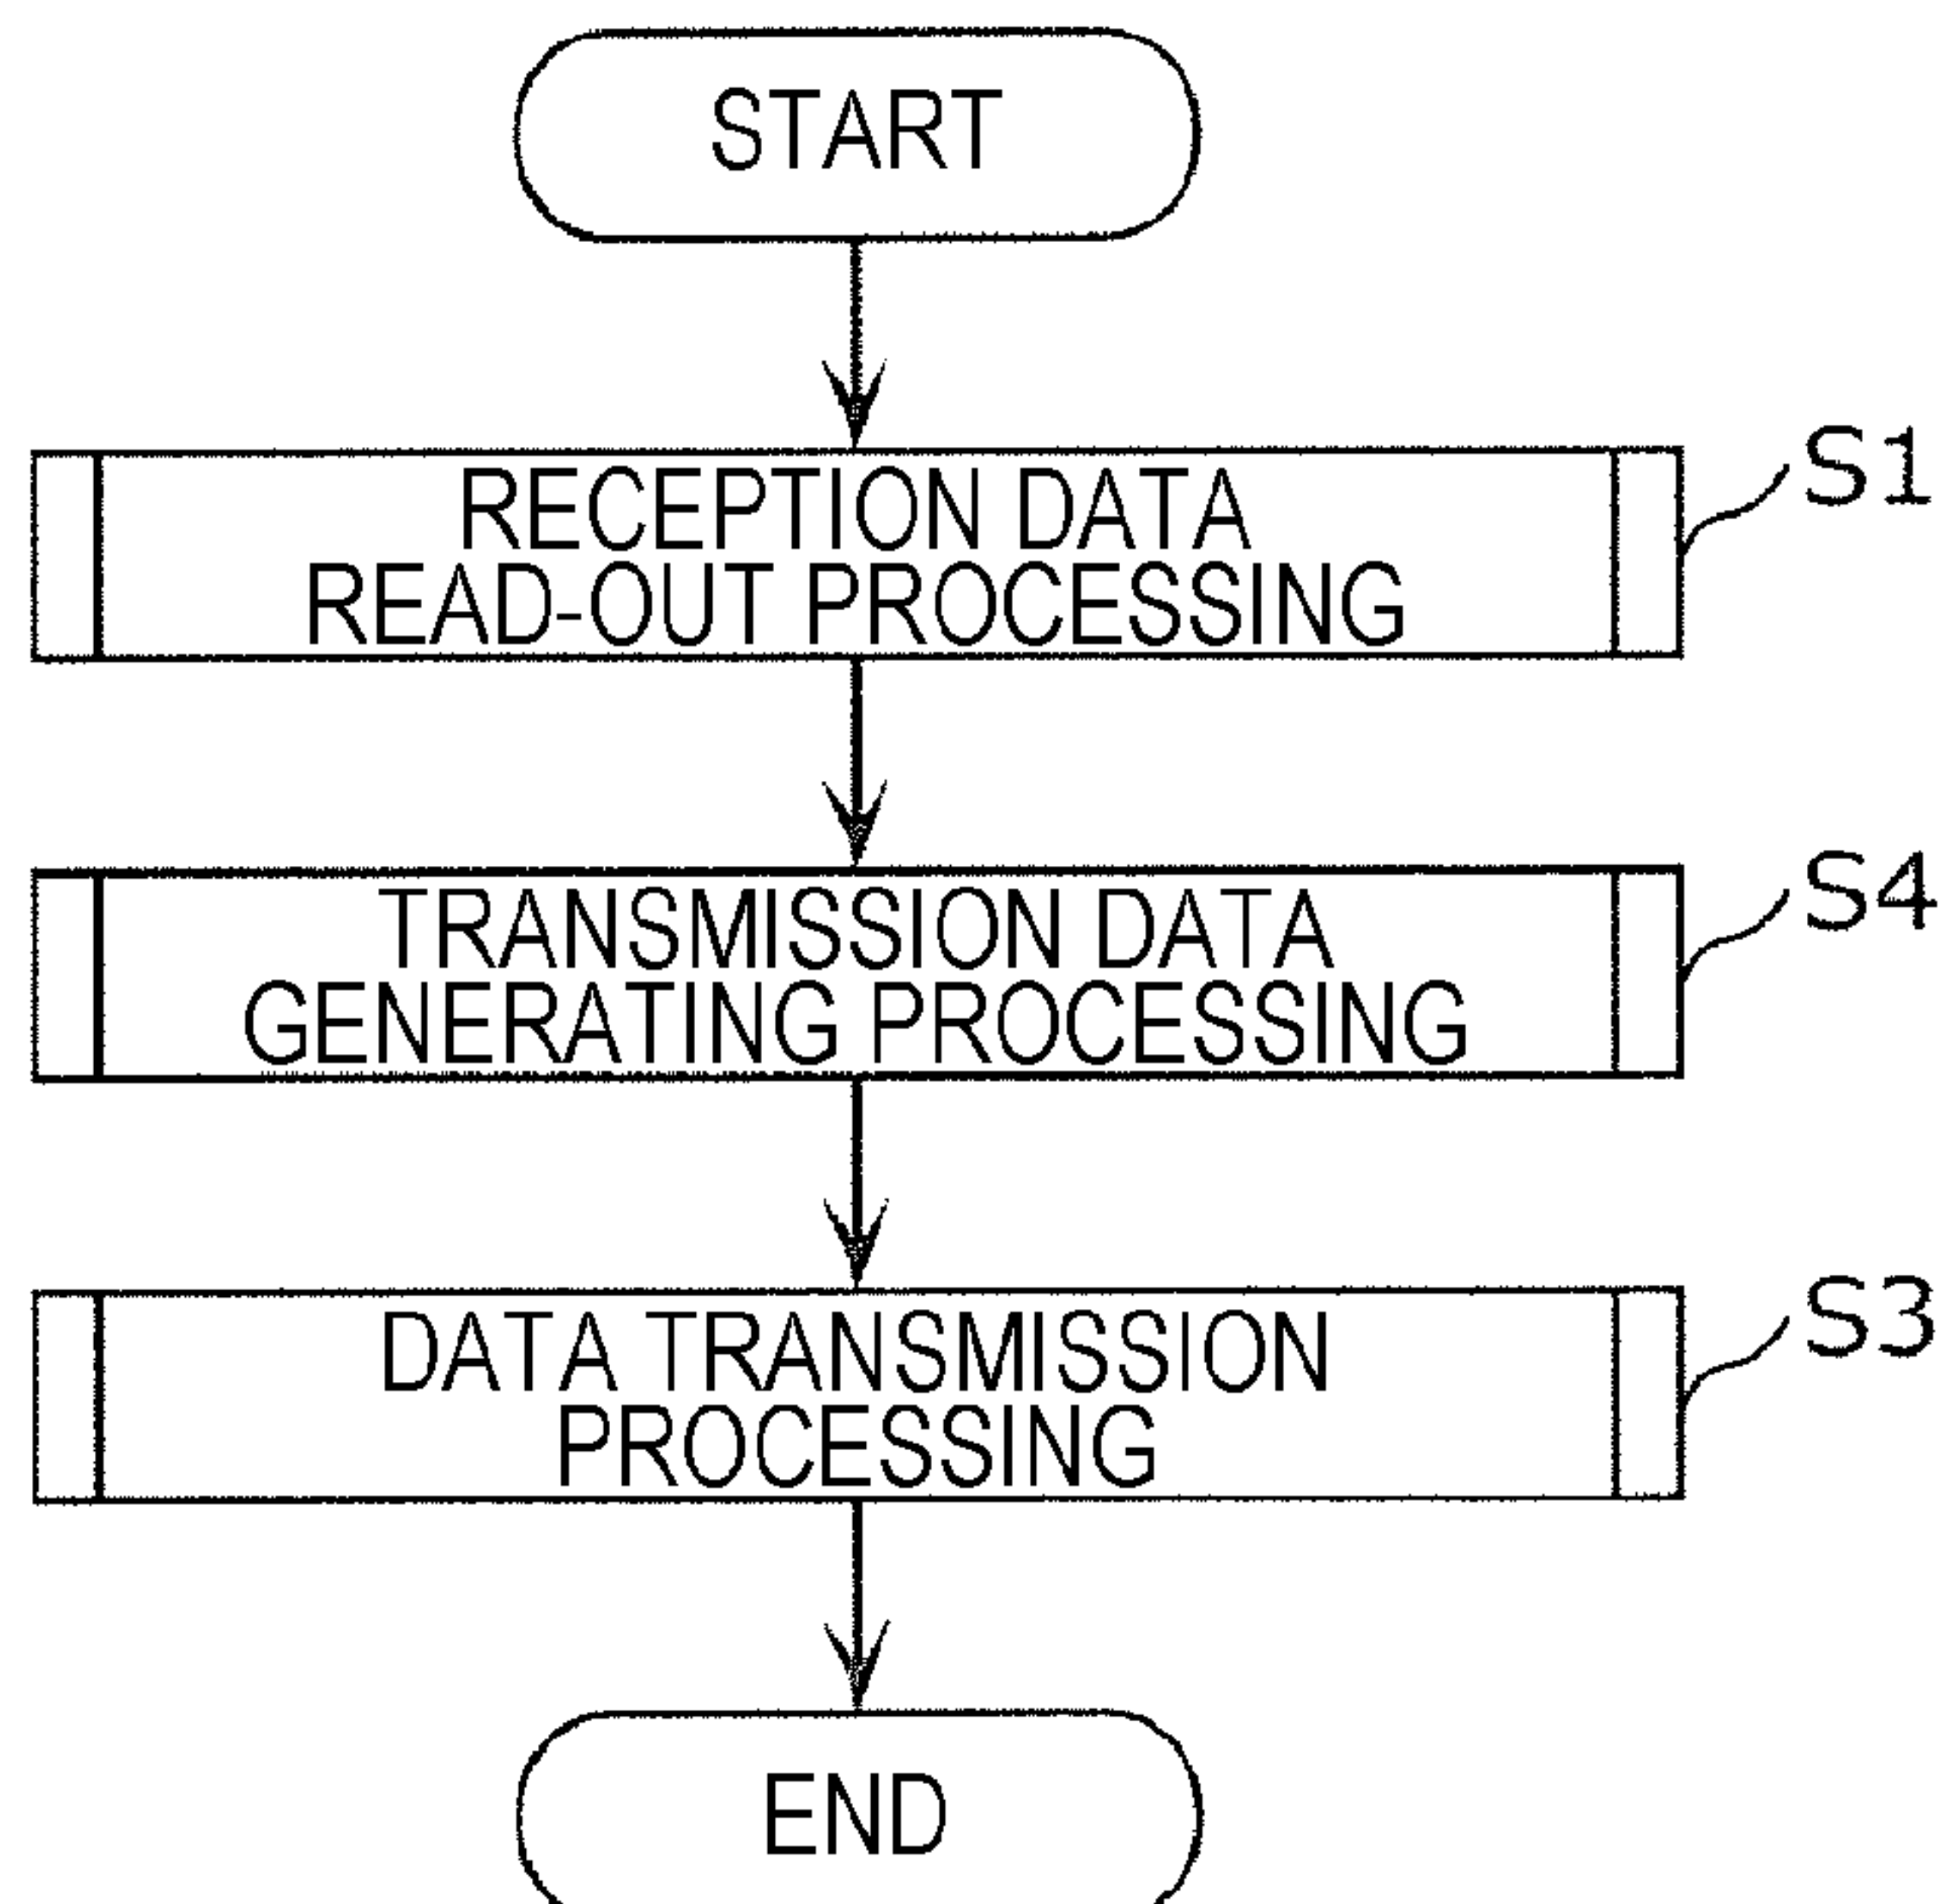 START
RECEPTION DATA
READ-OUT PROCESSING
S1
TRANSMISSION DATA
GENERATING PROCESSING
S4
DATA TRANSMISSION
PROCESSING
S3
END